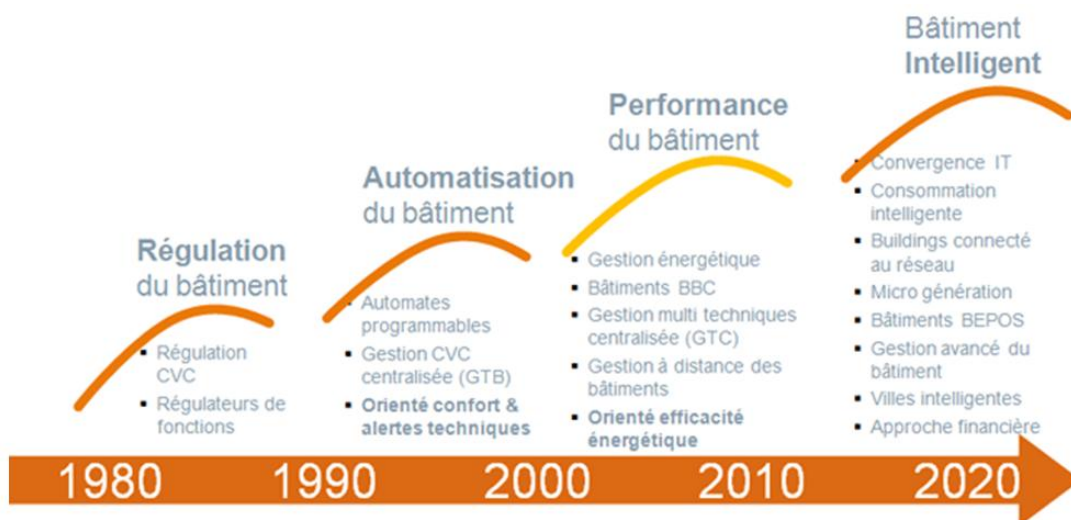 Régulation
du bâtiment
▪ Régulation
CVC
▪ Régulateurs de
fonctions
Automatisation
du bâtiment
▪ Automates
programmables
▪ Gestion CVC
centralisée (GTB)
▪ Orienté confort &
alertes techniques
Performance
du bâtiment
▪ Gestion énergétique
▪ Bâtiments BBC
▪ Gestion multi techniques
centralisée (GTC)
▪ Gestion à distance des
bâtiments
▪ Orienté efficacité
énergétique
Bâtiment
Intelligent
▪ Convergence IT
▪ Consommation
intelligente
▪ Buildings connecté
au réseau
▪ Micro génération
▪ Bâtiments BEPOS
▪ Gestion avancé du
bâtiment
▪ Villes intelligentes
▪ Approche financière
1980 1990 2000 2010 2020